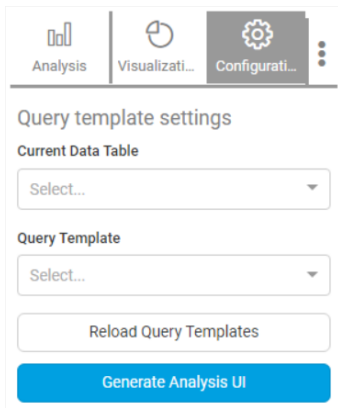 Analysis
Visualizati...
Configurati...
Query template settings
Current Data Table
Select...
Query Template
Select...
Reload Query Templates
Generate Analysis UI